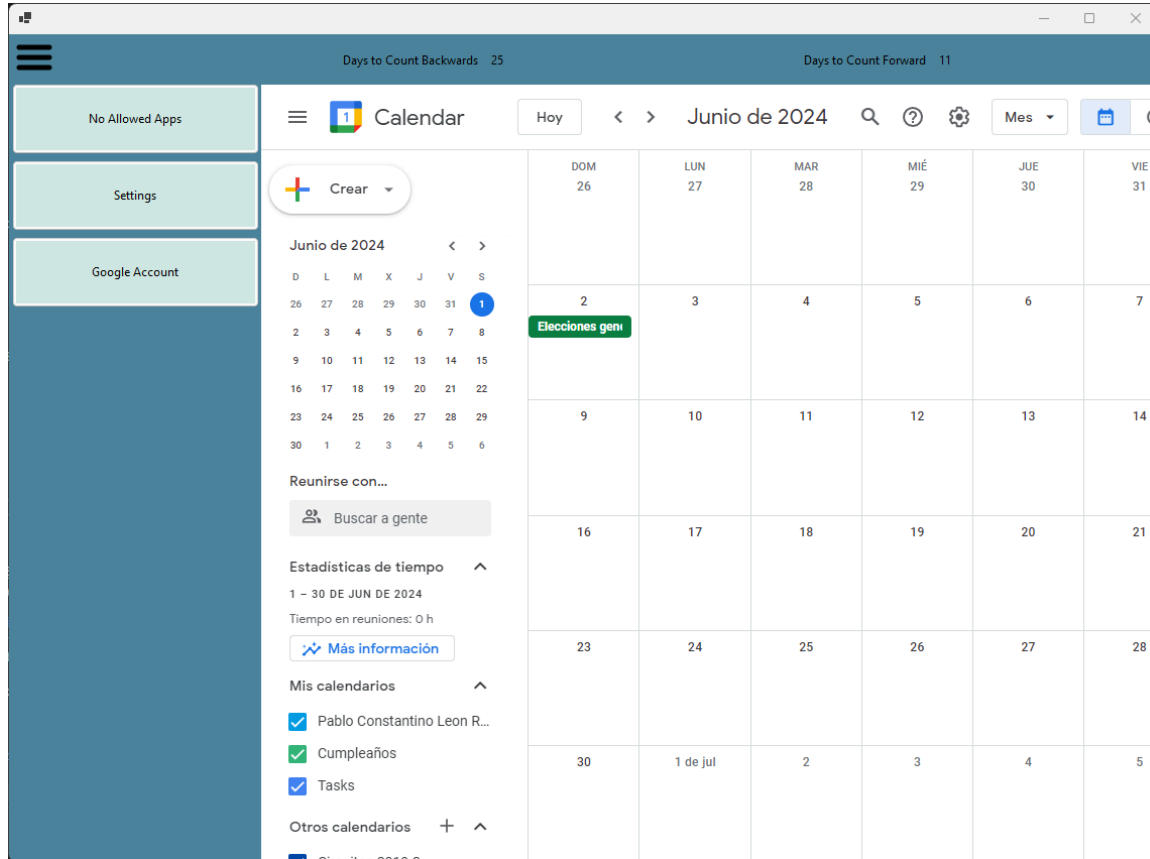 Days to Count Backwards 25
Days to Count Forward 11
No Allowed Apps
Settings
Google Account
1 Calendar
Hoy
Junio de 2024
Mes
Crear
Junio de 2024
D L M X J V S
26 27 28 29 30 31 1
2 3 4 5 6 7 8
9 10 11 12 13 14 15
16 17 18 19 20 21 22
23 24 25 26 27 28 29
30 1 2 3 4 5 6
Reunirse con...
Buscar a gente
Estadísticas de tiempo
1 – 30 DE JUN DE 2024
Tiempo en reuniones: 0 h
Más información
Mis calendarios
Pablo Constantino Leon R...
Cumpleaños
Tasks
Otros calendarios
DOM LUN MAR MIÉ JUE VIE
26 27 28 29 30 31
2 3 4 5 6 7
Elecciones gen
9 10 11 12 13 14
16 17 18 19 20 21
23 24 25 26 27 28
30 1 de jul 2 3 4 5